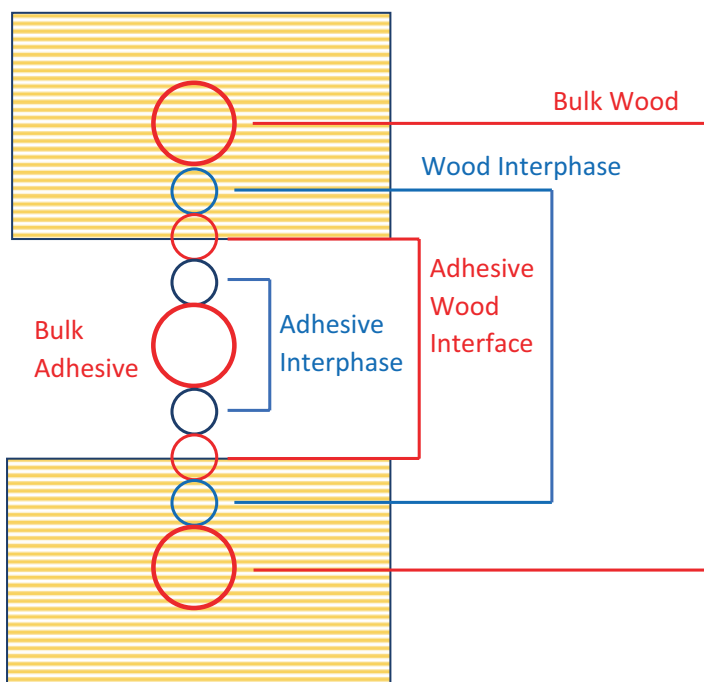 Bulk Wood
Wood Interphase
Adhesive
Wood
Interface
Adhesive
Interphase
Bulk
Adhesive